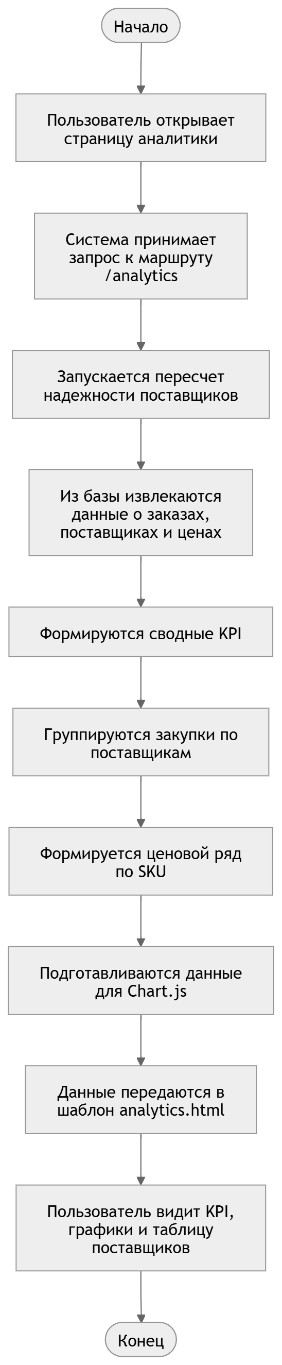 Начало
Пользователь открывает
страницу аналитики
Система принимает
запрос к маршруту
/analytics
Запускается пересчет
надежности поставщиков
Из базы извлекаются
данные о заказах,
поставщиках и ценах
Формируются сводные KPI
Группируются закупки по
поставщикам
Формируется ценовой ряд
по SKU
Подготавливаются данные
для Chart.js
Данные передаются в
шаблон analytics.html
Пользователь видит KPI,
графики и таблицу
поставщиков
Конец